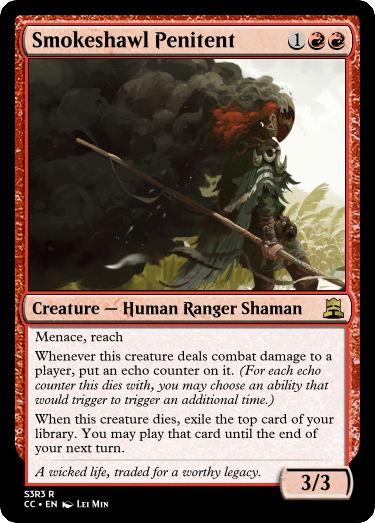 Smokeshawl Penitent 1
Creature — Human Ranger Shaman
Menace, reach
Whenever this creature deals combat damage to a
player, put an echo counter on it. (For each echo
counter this dies with, you may choose an ability that
would trigger to trigger an additional time.)
When this creature dies, exile the top card of your
library. You may play that card until the end of
your next turn.
A wicked life, traded for a worthy legacy.
3/3
S3R3 R
CC • EN Lei Min